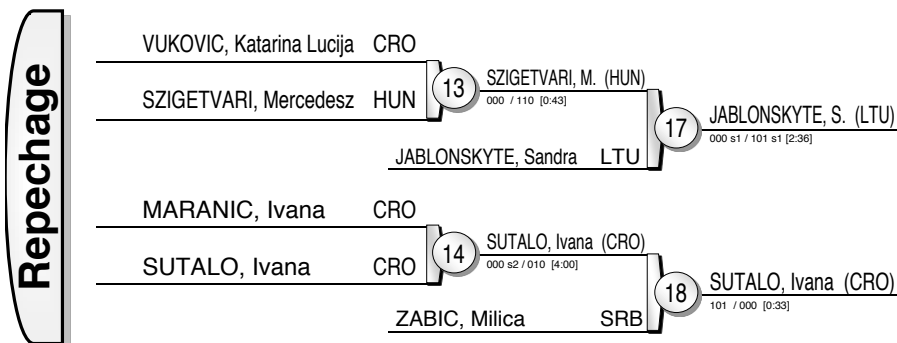 Repechage
VUKOVIC, Katarina Lucija CRO
SZIGETVARI, Mercedesz HUN
13
SZIGETVARI, M. (HUN)
000 / 110 [0:43]
JABLONSKYTE, Sandra LTU
17
JABLONSKYTE, S. (LTU)
000 s1 / 101 s1 [2:36]
MARANIC, Ivana CRO
SUTALO, Ivana CRO
14
SUTALO, Ivana (CRO)
000 s2 / 010 [4:00]
ZABIC, Milica SRB
18
SUTALO, Ivana (CRO)
101 / 000 [0:33]